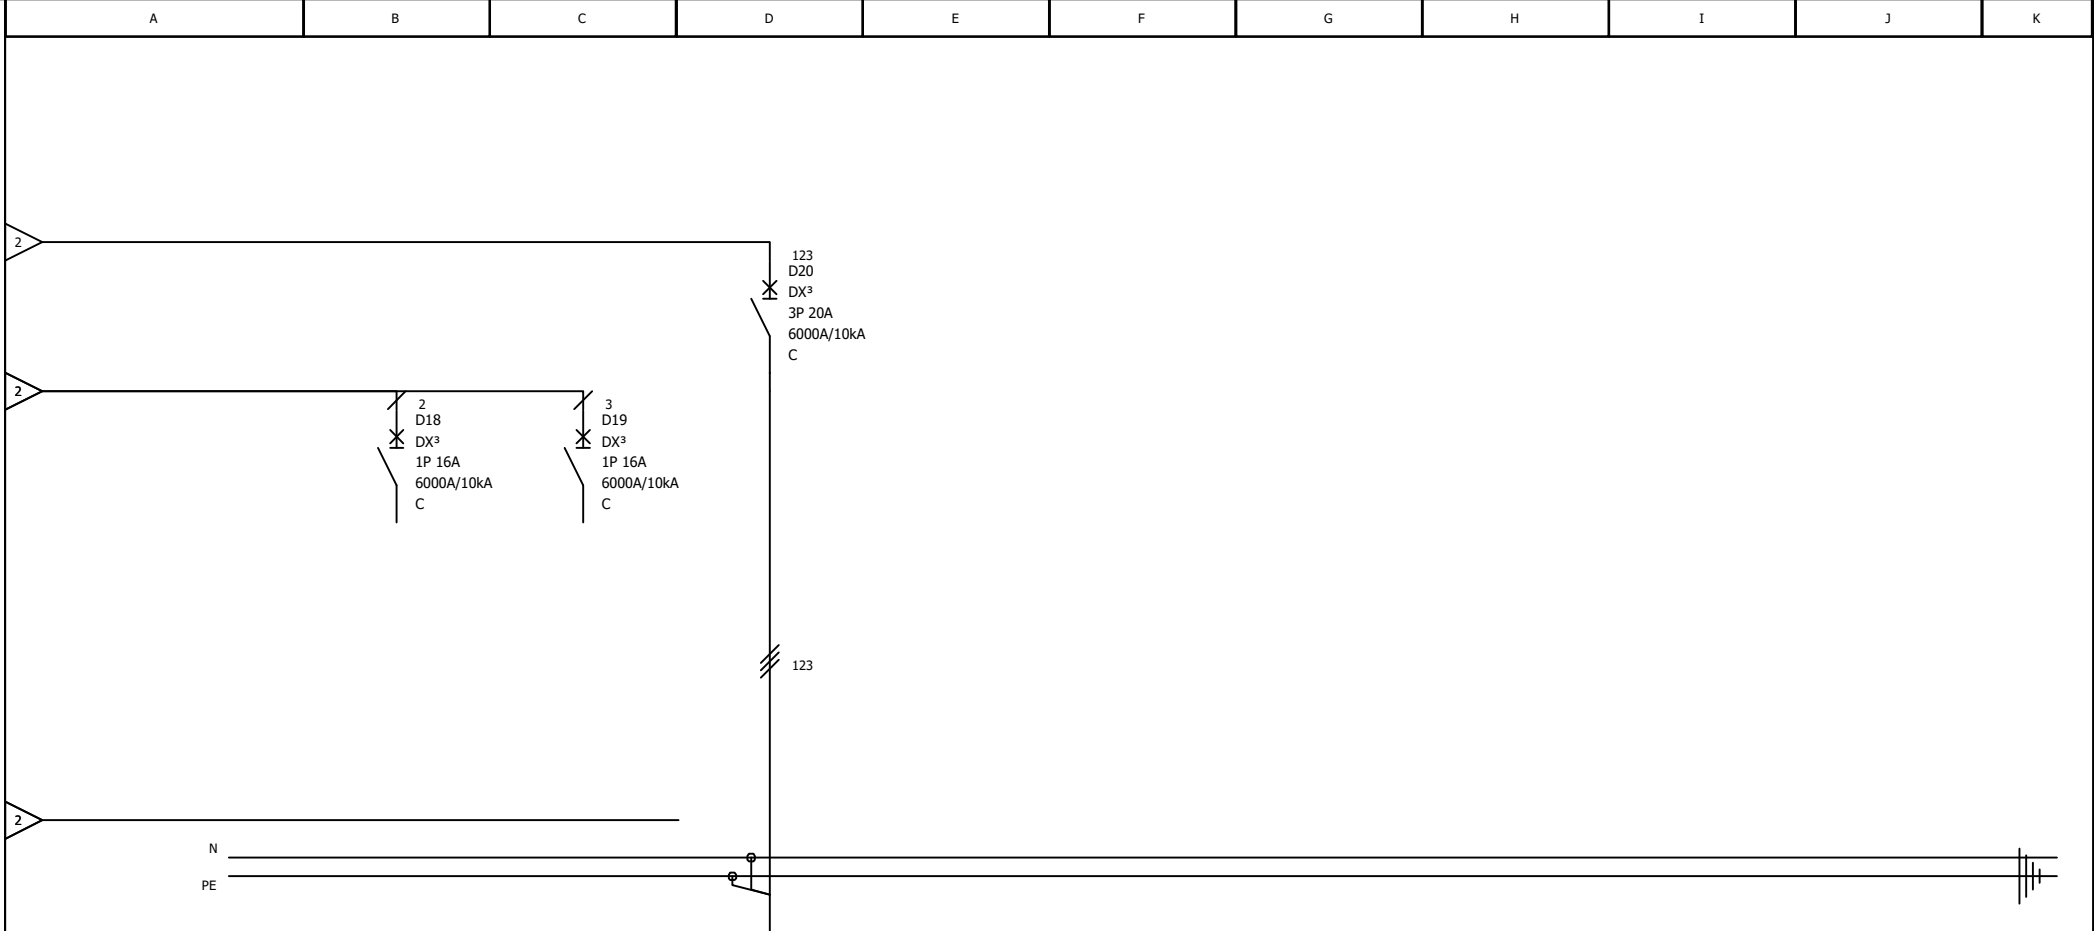 A B C D E F G H I J K
2
123
D20
DX³
3P 20A
6000A/10kA
C
2
2
D18
DX³
1P 16A
6000A/10kA
C
3
D19
DX³
1P 16A
6000A/10kA
C
123
2
N
PE